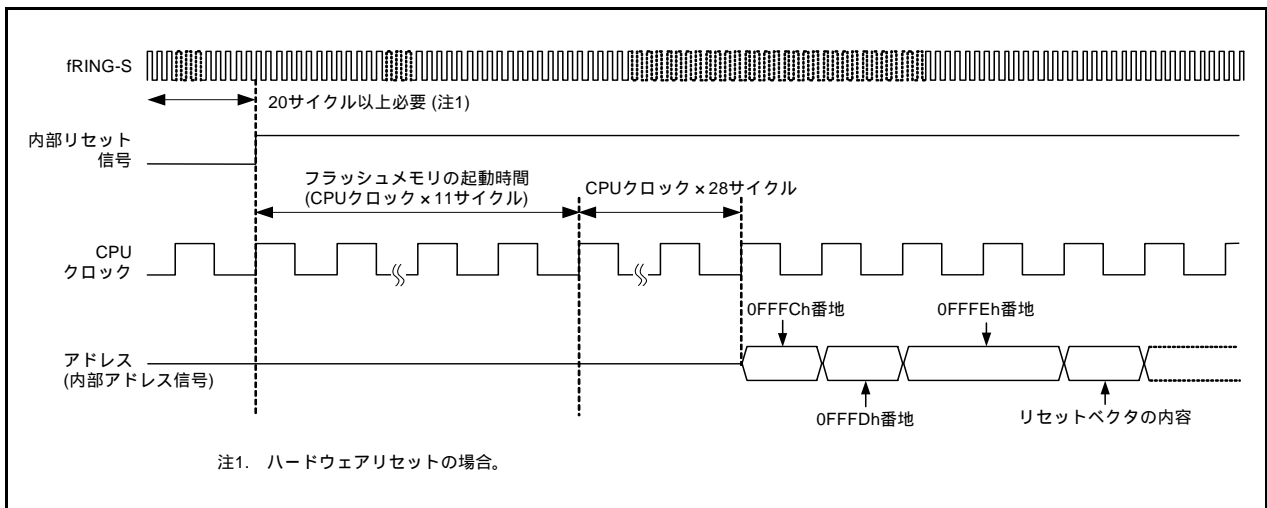 fRING-S
20サイクル以上必要 (注1)
内部リセット
信号
フラッシュメモリの起動時間
(CPUクロック×11サイクル)
CPUクロック×28サイクル
CPU
クロック
0FFFCh番地
0FFFEh番地
アドレス
(内部アドレス信号)
0FFFDh番地
リセットベクタの内容
注1. ハードウェアリセットの場合。